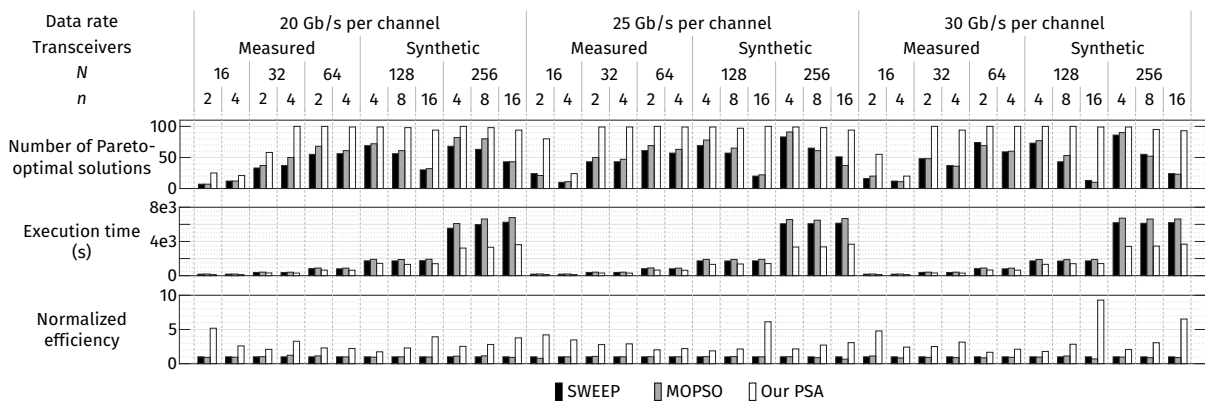 Data rate 20 Gb/s per channel 25 Gb/s per channel 30 Gb/s per channel
Transceivers Measured Synthetic Measured Synthetic Measured Synthetic
N 16 32 64 128 256 16 32 64 128 256 16 32 64 128 256
n 2 4 2 4 2 4 4 8 16 4 8 16 2 4 2 4 2 4 4 8 16 4 8 16 2 4 2 4 2 4 4 8 16 4 8 16
Number of Pareto-
optimal solutions
100
50
0
Execution time
(s)
8e3
4e3
0
Normalized
efficiency
10
5
0
SWEEP MOPSO Our PSA